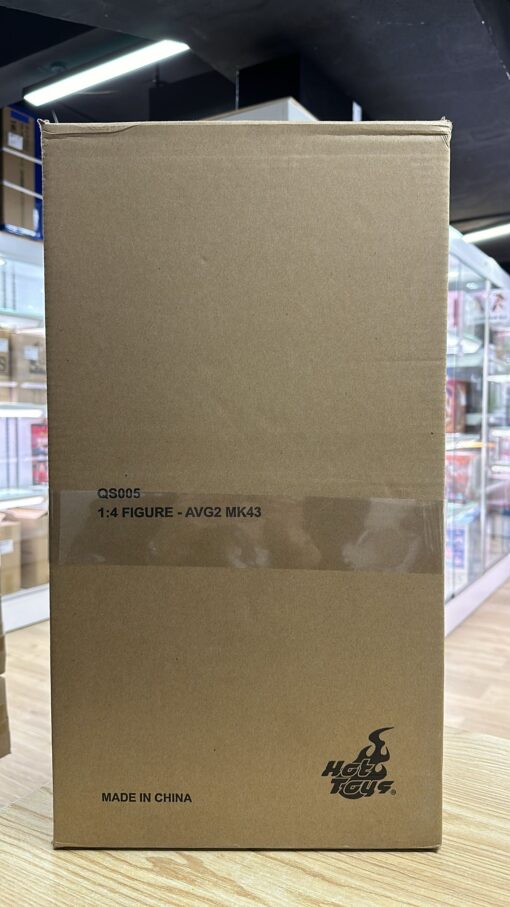 QS005
1:4 FIGURE - AVG2 MK43
Hot
Toys®
MADE IN CHINA